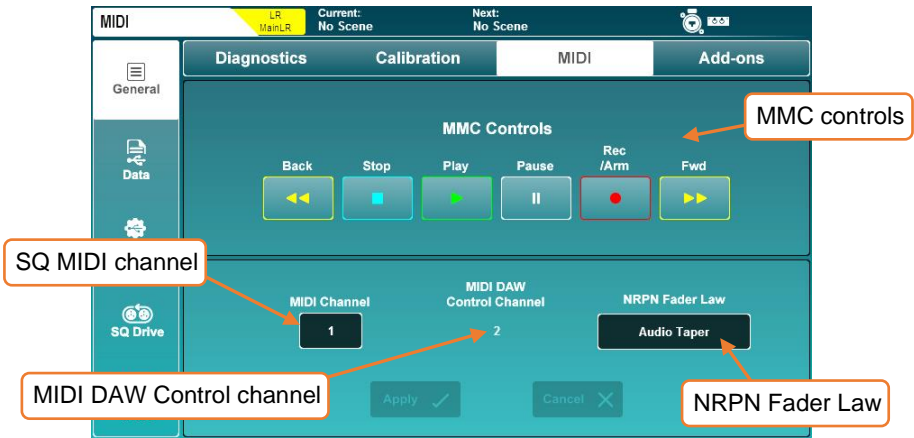 MIDI
LR
MainLR
Current:
No Scene
Next:
No Scene
General
Data
SQ Drive
Diagnostics
Calibration
MIDI
Add-ons
MMC Controls
MMC controls
Back
Stop
Play
Pause
Rec
/Arm
Fwd
SQ MIDI channel
MIDI Channel
1
MIDI DAW
Control Channel
2
NRPN Fader Law
Audio Taper
MIDI DAW Control channel
Apply
Cancel
NRPN Fader Law